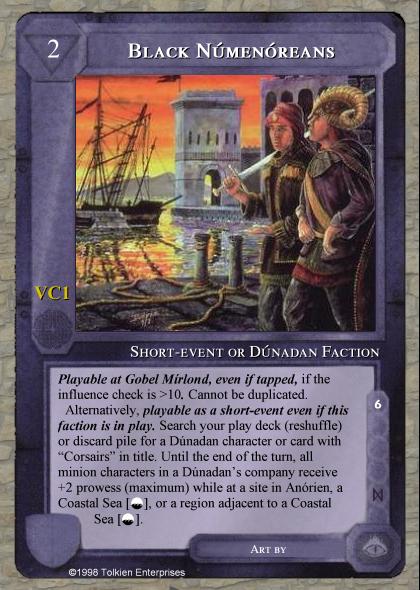 2
BLACK NÚMENÓREANS
VC1
SHORT-EVENT OR DÚNADAN FACTION
Playable at Gobel Mírlond, even if tapped, if the
influence check is >10. Cannot be duplicated.
Alternatively, playable as a short-event even if this
faction is in play. Search your play deck (reshuffle)
or discard pile for a Dúnadan character or card with
“Corsairs” in title. Until the end of the turn, all
minion characters in a Dúnadan's company receive
+2 prowess (maximum) while at a site in Anórien, a
Coastal Sea [ ], or a region adjacent to a Coastal
Sea [ ].
6
ART BY
©1998 Tolkien Enterprises